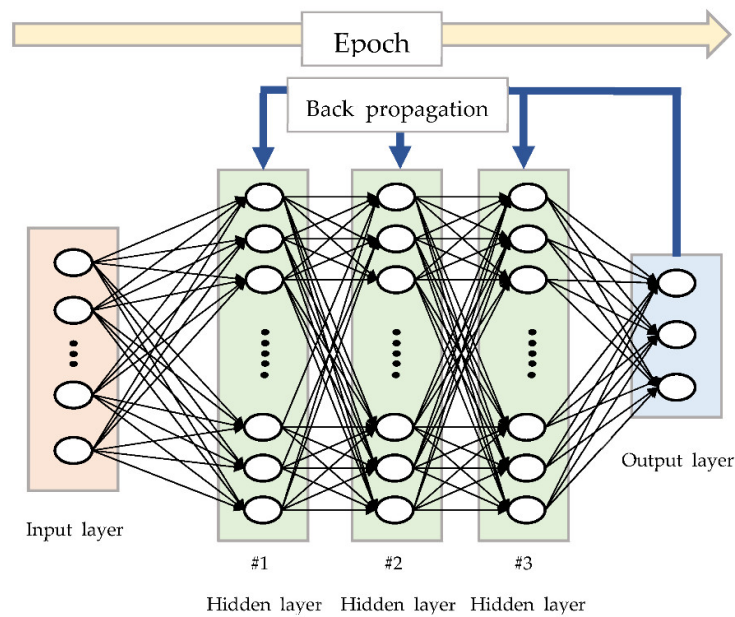 Epoch
Back propagation
Input layer
Output layer
#1
#2
#3
Hidden layer
Hidden layer
Hidden layer